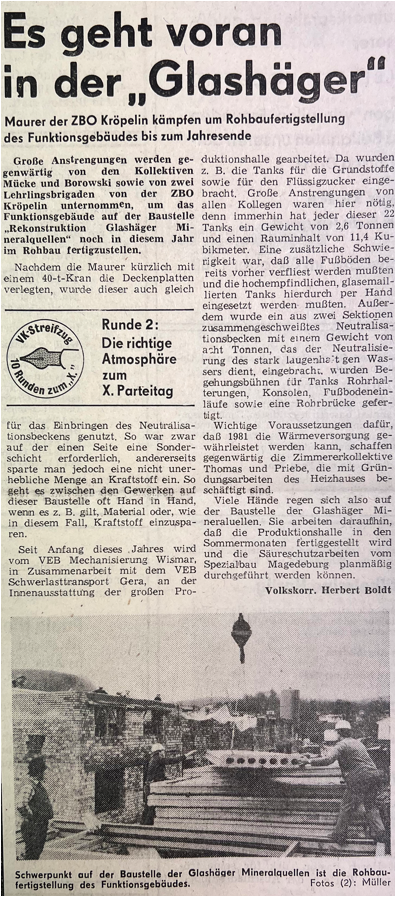 Es geht voran
in der „Glashäger“
Maurer der ZBO Kröpelin kämpfen um Rohbaufertigstellung
des Funktionsgebäudes bis zum Jahresende
Große Anstrengungen werden ge-
genwärtig von den Kollektiven
Mücke und Borowski sowie von zwei
Lehrlingsbrigaden von der ZBO
Kröpelin unternommen, um das
Funktionsgebäude auf der Baustelle
„Rekonstruktion Glashäger Mineral-
quellen“ noch in diesem Jahr
im Rohbau fertigzustellen.
Nachdem die Maurer kürzlich mit
einem 40-t-Kran die Deckenplatten
verlegten, wurde dieser auch gleich
VK-Streifzug
10 Runden zum „X.“
Runde 2:
Die richtige
Atmosphäre
zum
X. Parteitag
für das Einbringen des Neutralisa-
tionsbeckens genutzt. So war zwar
auf der einen Seite eine Sonder-
schicht erforderlich, andererseits
sparte man jedoch eine nicht uner-
hebliche Menge an Kraftstoff ein. So
geht es zwischen den Gewerken auf
dieser Baustelle oft Hand in Hand,
wenn es z. B. gilt, Material oder, wie
in diesem Fall, Kraftstoff einzuspa-
ren.
Seit Anfang dieses Jahres wird
vom VEB Mechanisierung Wismar,
in Zusammenarbeit mit dem VEB
Schwerlasttransport Gera, an der
Innenausstattung der großen Pro-
duktionshalle gearbeitet. Da wurden
z. B. die Tanks für die Grundstoffe
sowie für den Flüssigzucker einge-
bracht. Große Anstrengungen von
allen Kollegen waren hier nötig,
denn immerhin hat jeder dieser 22
Tanks ein Gewicht von 2,6 Tonnen
und einen Rauminhalt von 11,4 Ku-
bikmeter. Eine zusätzliche Schwie-
rigkeit war, daß alle Fußböden be-
reits vorher verfliest werden mußten
und die hochempfindlichen, glasemail-
lierten Tanks hierdurch per Hand
eingesetzt werden mußten. Außer-
dem wurde ein aus zwei Sektionen
zusammengeschweißtes Neutralisa-
tionsbecken mit einem Gewicht von
acht Tonnen, das der Neutralisie-
rung des stark laugenhaltigen Was-
sers dient, eingebracht, wurden Be-
gehungsbühnen für Tanks Rohrhal-
terungen, Konsolen, Fußbodenein-
läufe sowie eine Rohrbrücke gefer-
tigt.
Wichtige Voraussetzungen dafür,
daß 1981 die Wärmeversorgung ge-
währleistet werden kann, schaffen
gegenwärtig die Zimmererkollektive
Thomas und Priebe, die mit Grün-
dungsarbeiten des Heizhauses be-
schäftigt sind.
Viele Hände regen sich also auf
der Baustelle der Glashäger Mi-
neraluellen. Sie arbeiten daraufhin,
daß die Produktionshalle in den
Sommermonaten fertiggestellt wird
und die Säureschutzarbeiten vom
Spezialbau Magedeburg planmäßig
durchgeführt werden können.
Volkskorr. Herbert Boldt
Schwerpunkt auf der Baustelle der Glashäger Mineralquellen ist die Rohbau-
fertigstellung des Funktionsgebäudes.
Fotos (2): Müller